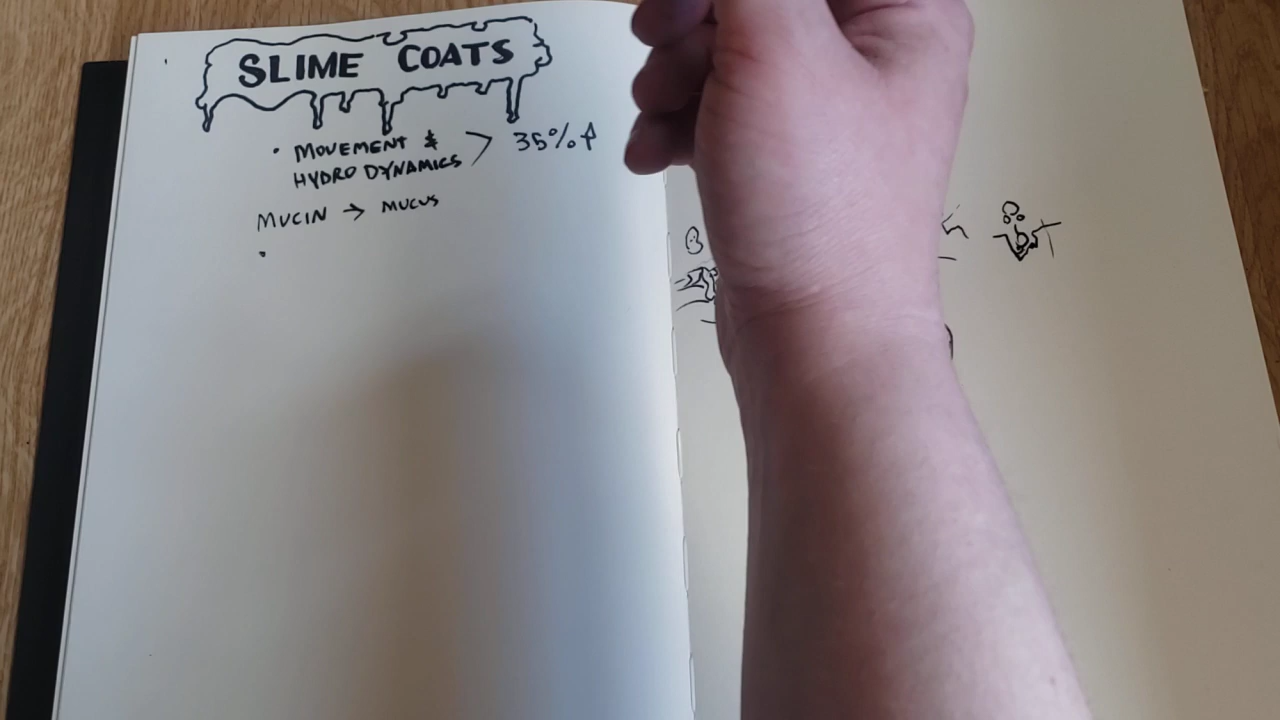 SLIME COATS
• MOVEMENT & > 35% ↑
HYDRO DYNAMICS
MUCIN → MUCUS
•